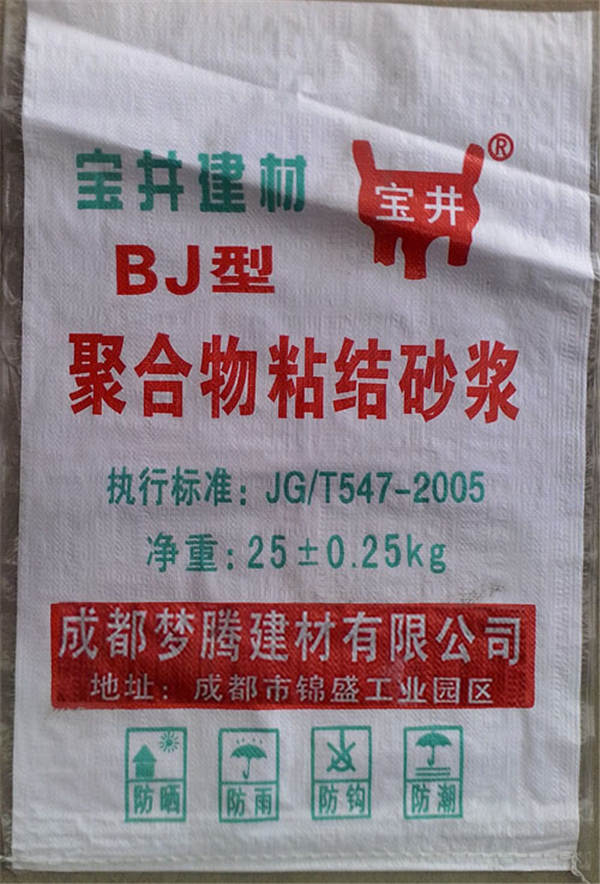 宝井建材
宝井®
BJ型
聚合物粘结砂浆
执行标准：JG/T547-2005
净重：25±0.25kg
成都梦腾建材有限公司
地址：成都市锦盛工业园区
防晒 防雨 防钩 防潮